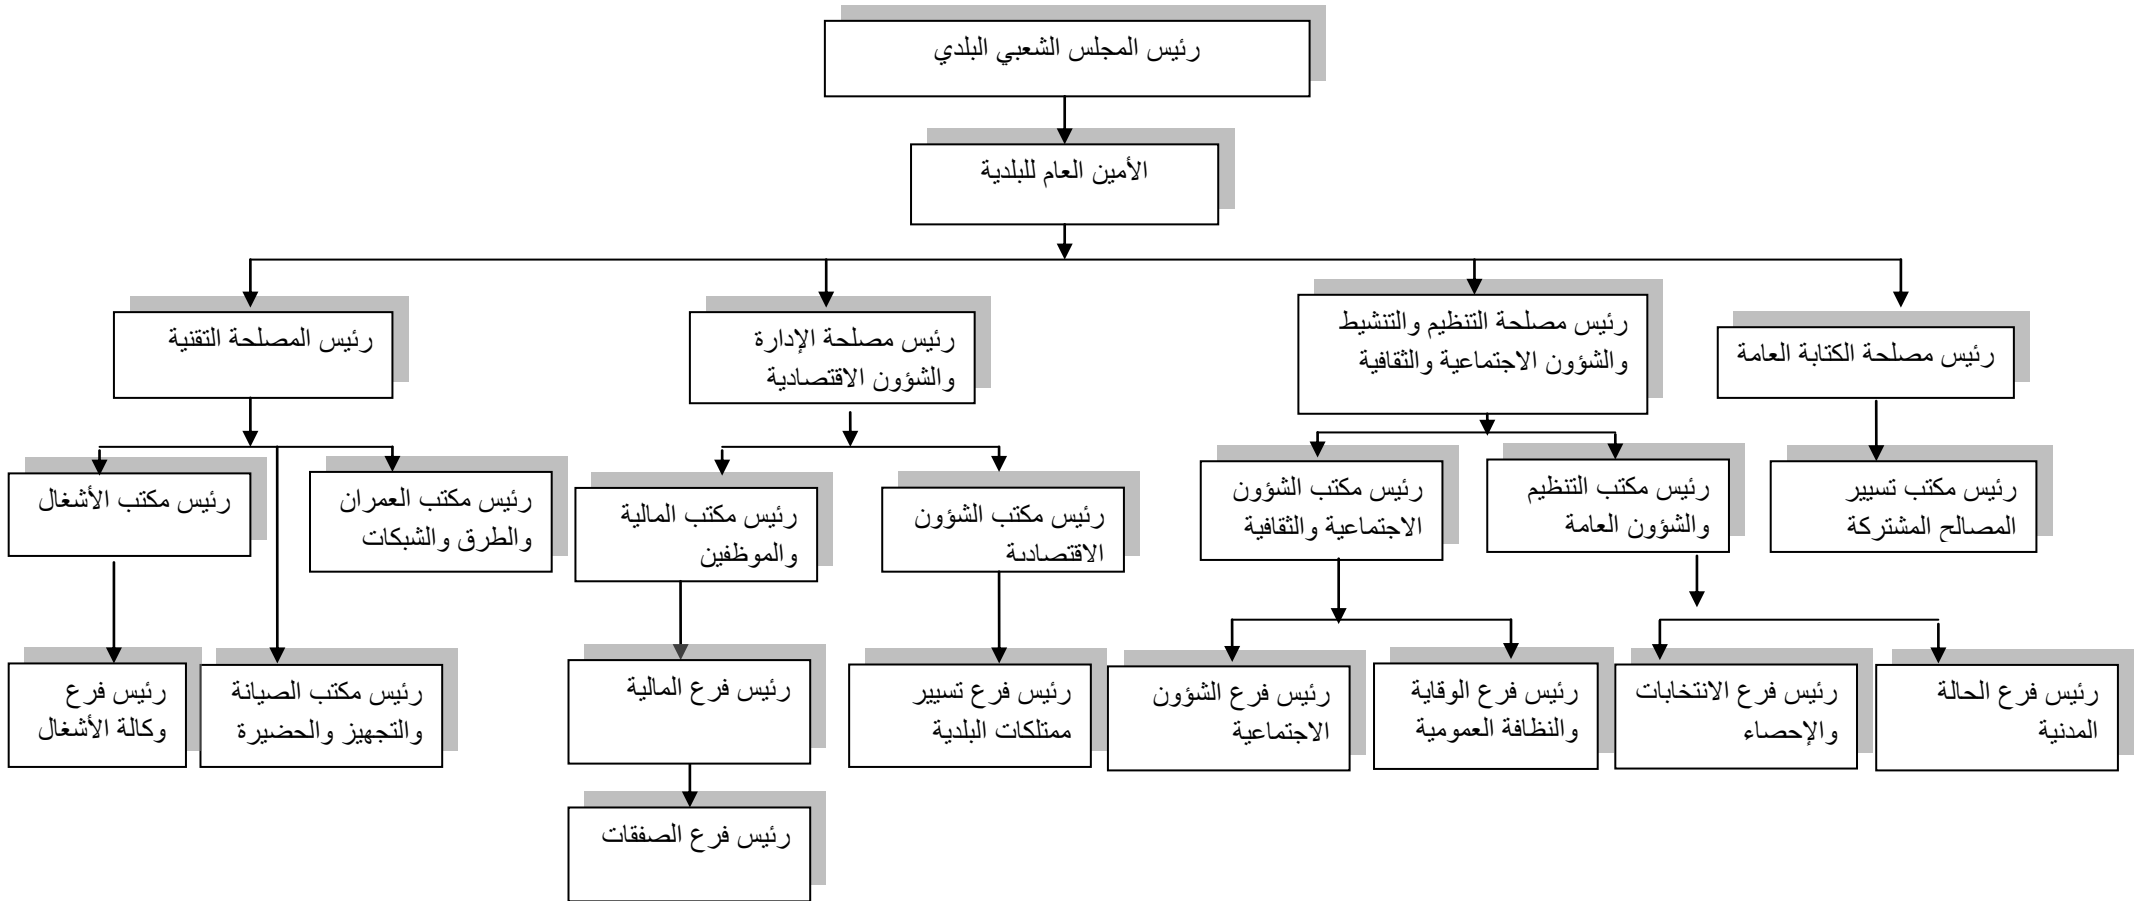 رئيس المجلس الشعبي البلدي
الأمين العام للبلدية
رئيس مصلحة الكتابة العامة
رئيس مصلحة التنظيم والتنشيط
والشؤون الاجتماعية والثقافية
رئيس مصلحة الإدارة
والشؤون الاقتصادية
رئيس المصلحة التقنية
رئيس مكتب تسيير
المصالح المشتركة
رئيس مكتب التنظيم
والشؤون العامة
رئيس مكتب الشؤون
الاجتماعية والثقافية
رئيس مكتب الشؤون
الاقتصادية
رئيس مكتب المالية
والموظفين
رئيس مكتب العمران
والطرق والشبكات
رئيس مكتب الأشغال
رئيس فرع الحالة
المدنية
رئيس فرع الانتخابات
والإحصاء
رئيس فرع الوقاية
والنظافة العمومية
رئيس فرع الشؤون
الاجتماعية
رئيس فرع تسيير
ممتلكات البلدية
رئيس فرع المالية
رئيس مكتب الصيانة
والتجهيز والحضيرة
رئيس فرع
وكالة الأشغال
رئيس فرع الصفقات